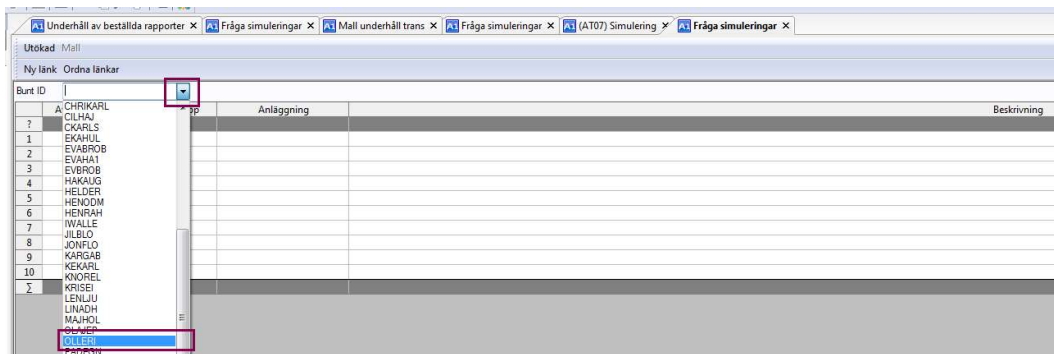 Underhåll av beställda rapporter x Fråga simuleringar x Mall underhåll trans x Fråga simuleringar x (AT07) Simulering x Fråga simuleringar x
Utökad Mall
Ny länk Ordna länkar
Bunt ID
Anläggning Beskrivning
?
1
2
3
4
5
6
7
8
9
10
Σ
CHRIKARL
CILHAJ
CKARLS
EKAHUL
EVABROB
EVAHA1
EVBROB
HAKAUG
HELDER
HENODM
HENRAH
IWALLE
JILBLO
JONFLO
KARGAB
KEKARL
KNOREL
KRISEI
LENLJU
LINADH
MAJHOL
OLLERI